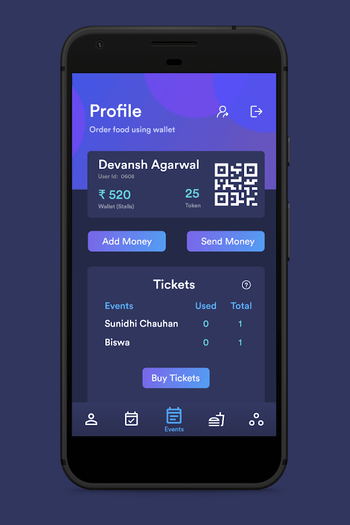 Profile
Order food using wallet
Devansh Agarwal
User Id: 0608
₹ 520
25
Wallet (Stalls)
Token
Add Money
Send Money
Tickets
?
Events Used Total
Sunidhi Chauhan 0 1
Biswa 0 1
Buy Tickets
Events